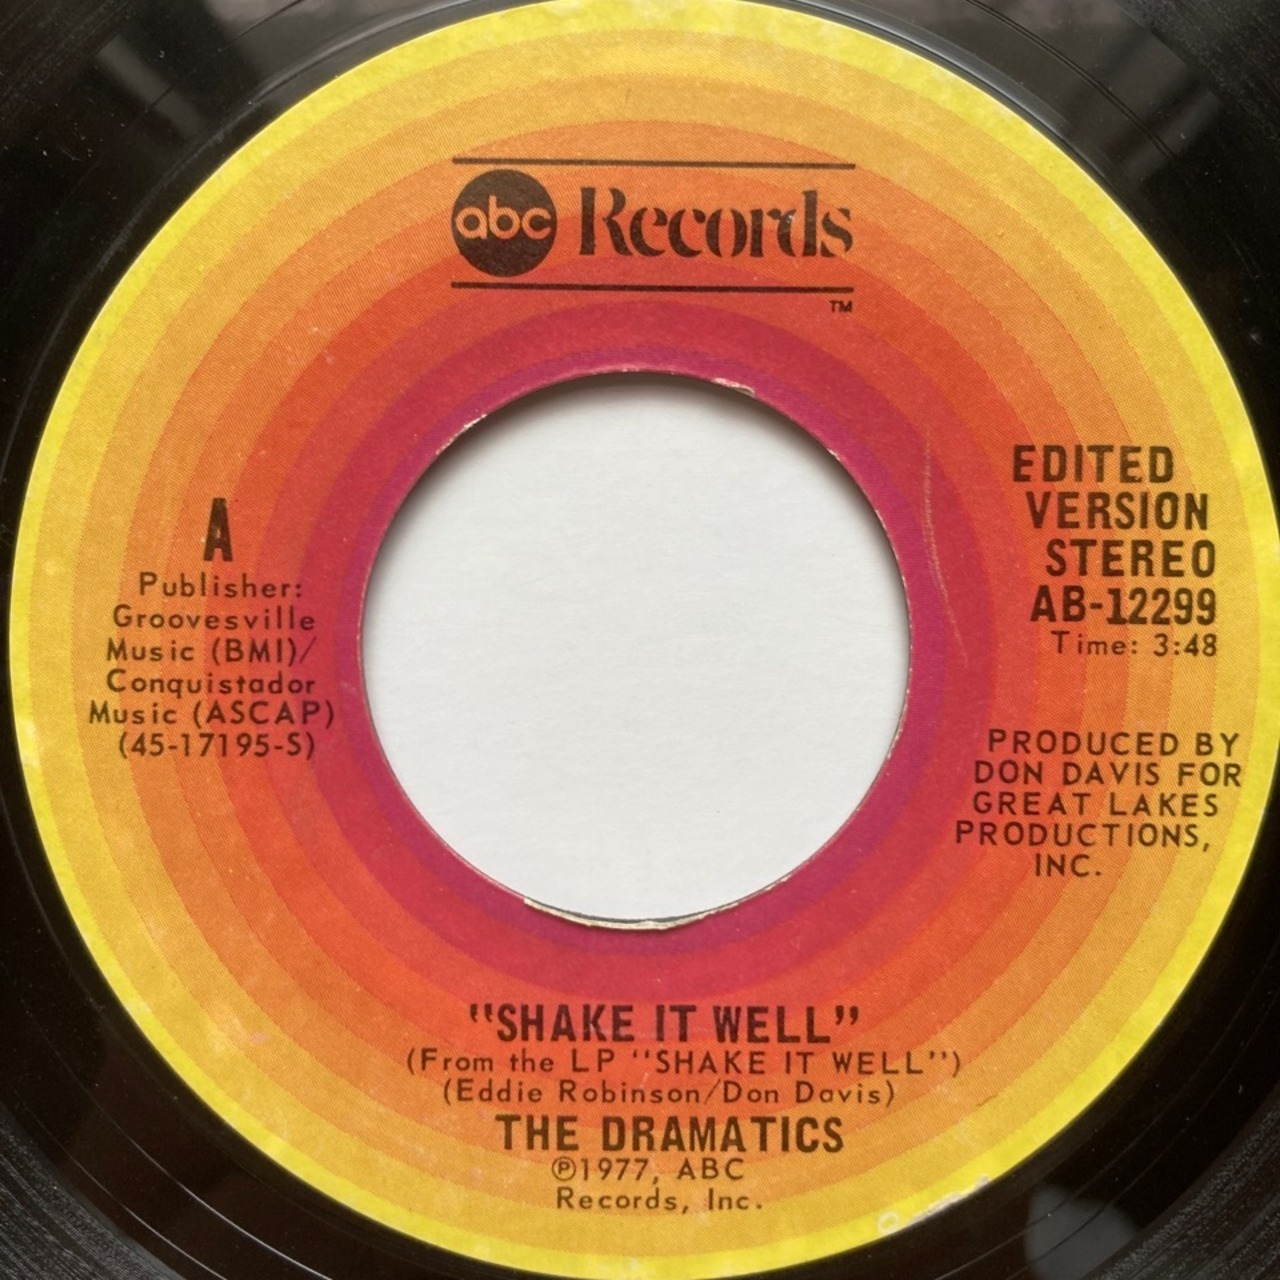 abc Records
TM
A
Publisher:
Groovesville
Music (BMI)/
Conquistador
Music (ASCAP)
(45-17195-S)
EDITED
VERSION
STEREO
AB-12299
Time: 3:48
PRODUCED BY
DON DAVIS FOR
GREAT LAKES
PRODUCTIONS,
INC.
"SHAKE IT WELL"
(From the LP "SHAKE IT WELL")
(Eddie Robinson/Don Davis)
THE DRAMATICS
℗1977, ABC
Records, Inc.